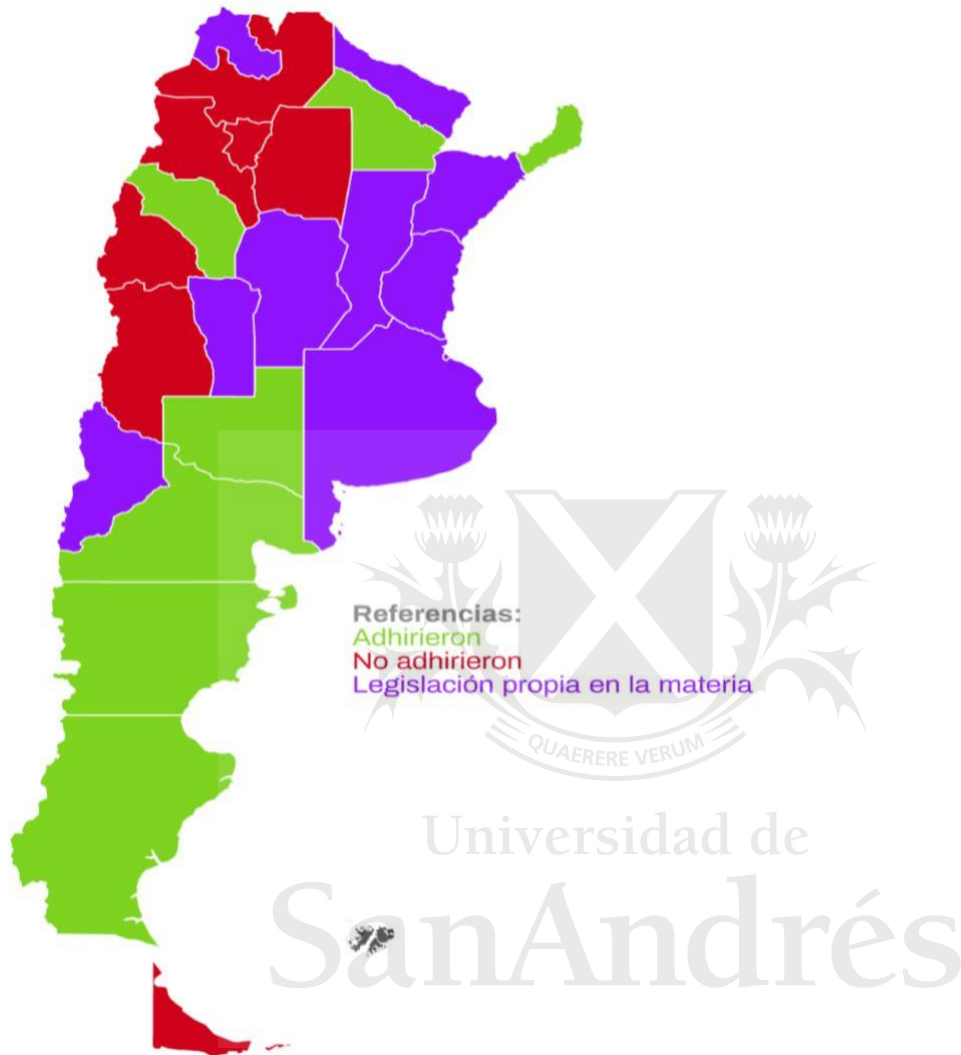 Referencias:
Adhirieron
No adhirieron
Legislación propia en la materia
QUAERERE VERUM
Universidad de
SanAndrés